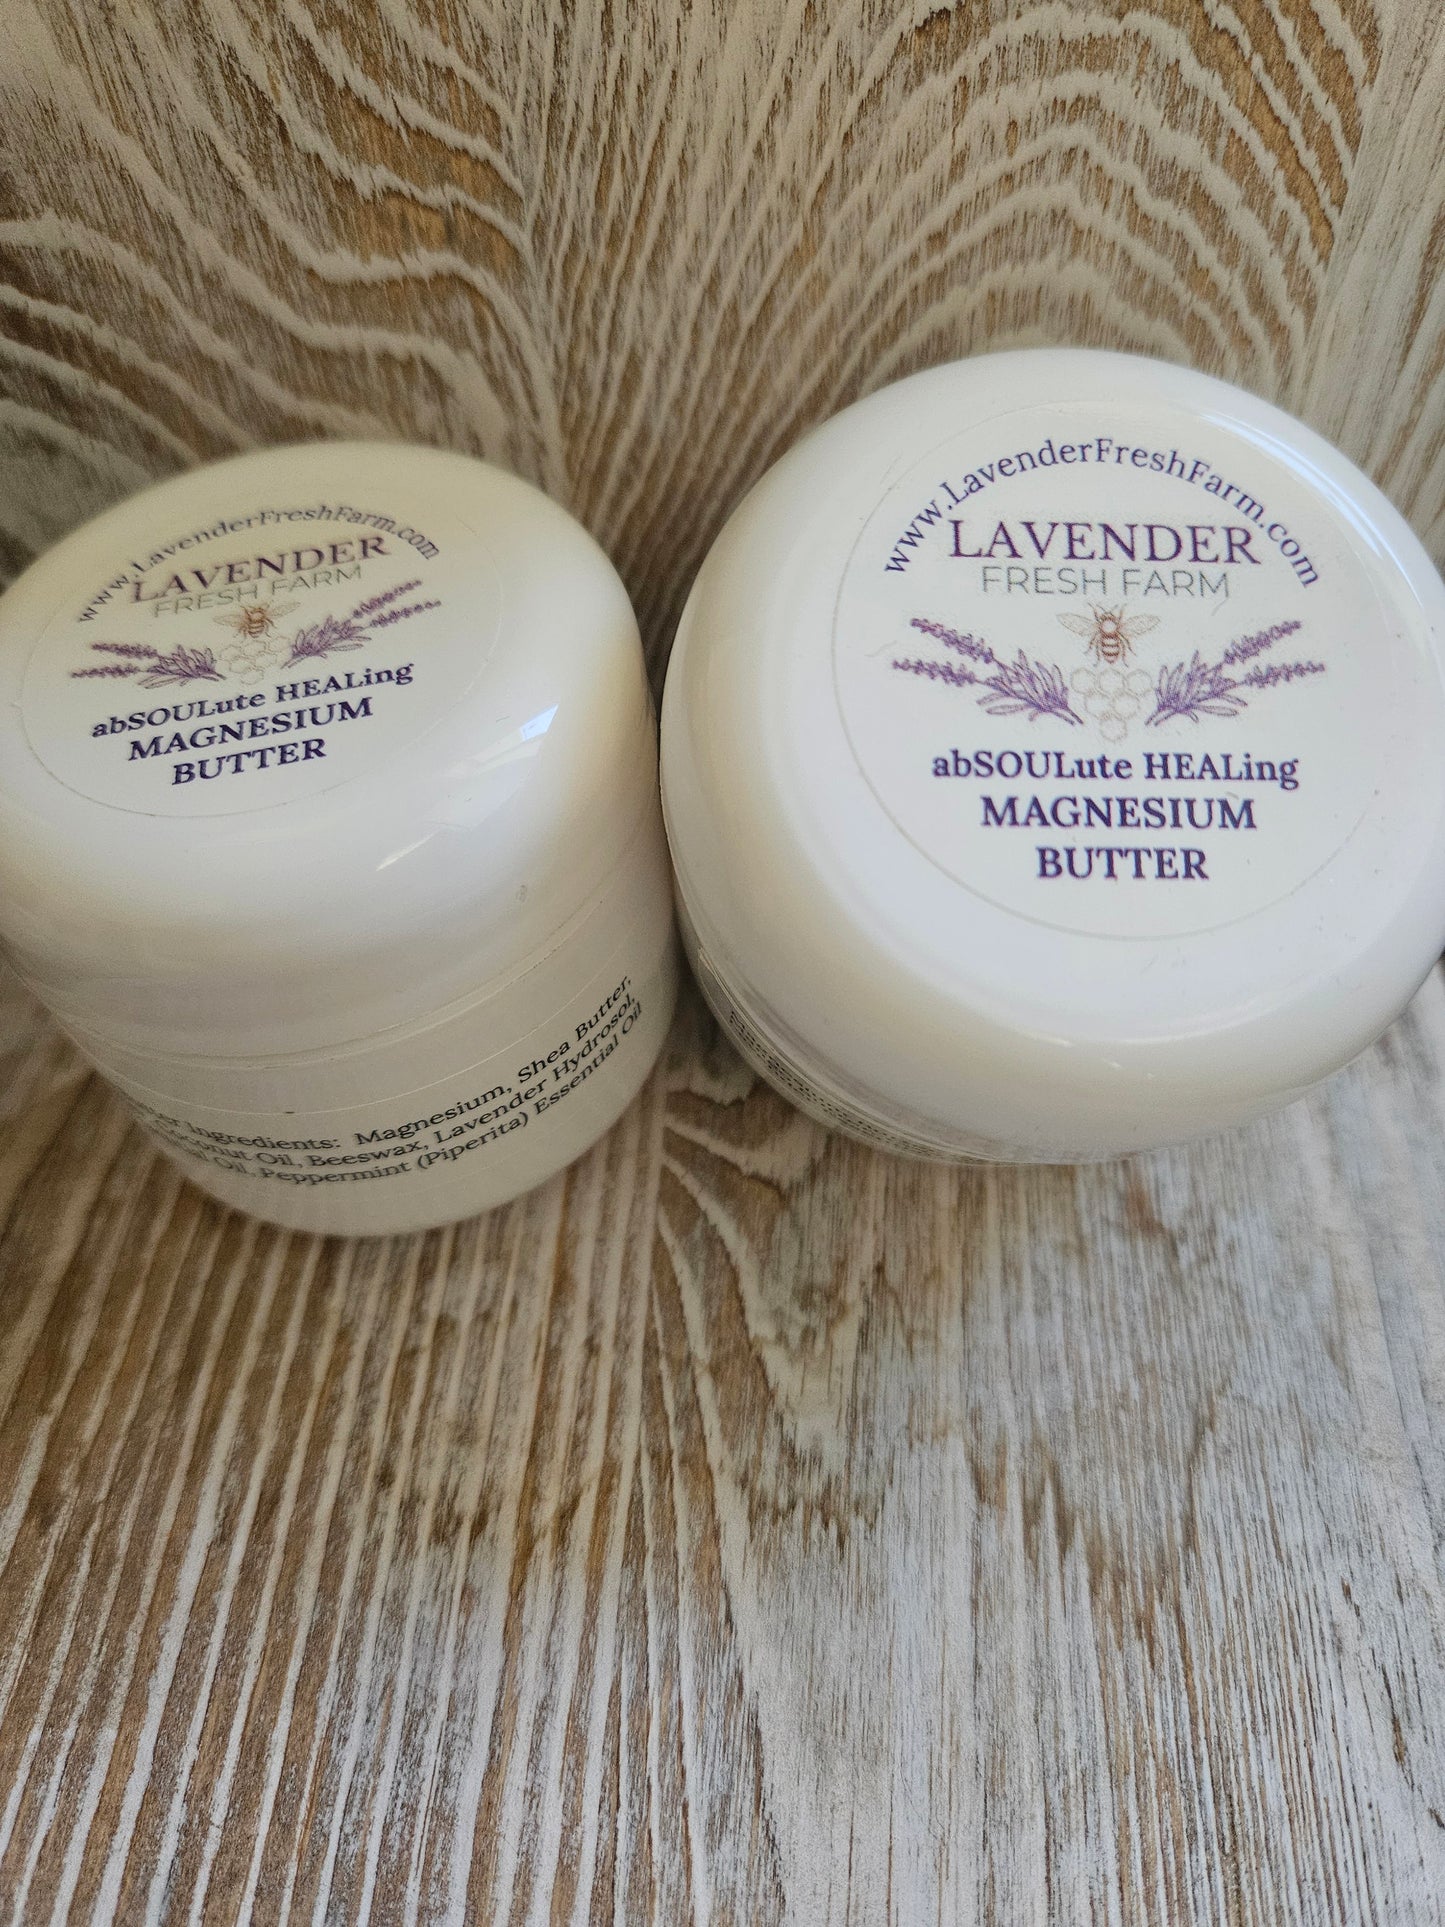 www.LavenderFreshFarm.com
LAVENDER
FRESH FARM
abSOULute HEALing
MAGNESIUM
BUTTER
Ingredients: Magnesium, Shea Butter,
Coconut Oil, Beeswax, Lavender Hydrosol,
Oil, Peppermint (Piperita) Essential Oil
www.LavenderFreshFarm.com
LAVENDER
FRESH FARM
abSOULute HEALing
MAGNESIUM
BUTTER